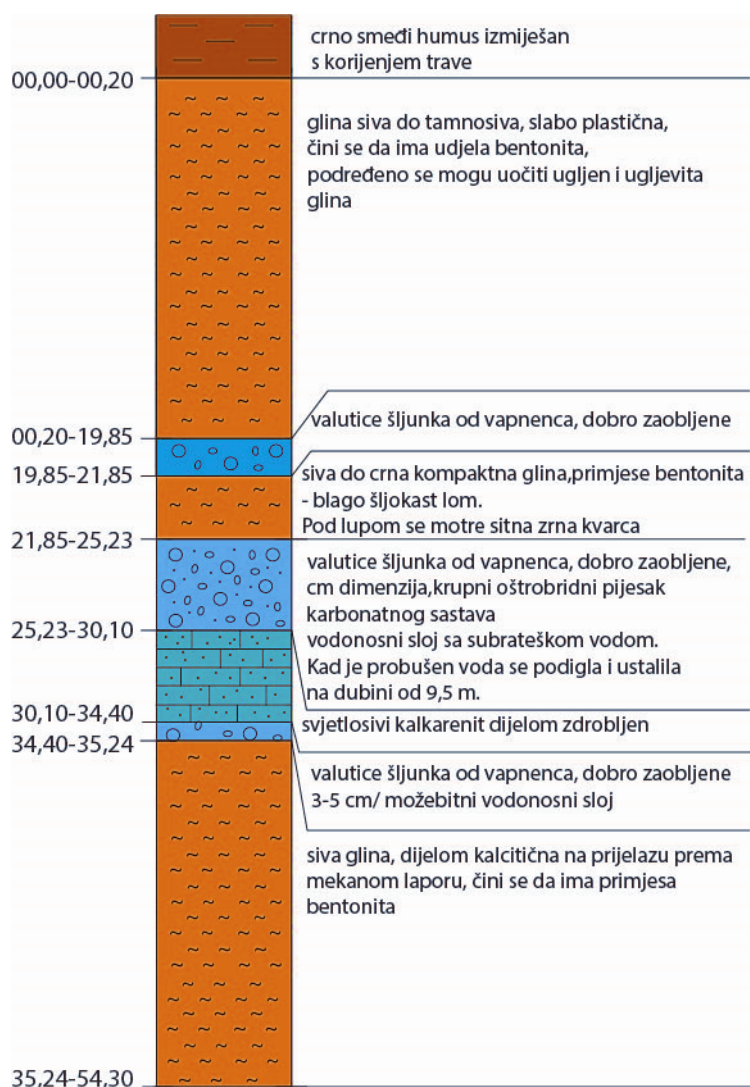 crno smeđi humus izmiješan
s korijenjem trave
00,00-00,20
glina siva do tamnosiva, slabo plastična,
čini se da ima udjela bentonita,
podređeno se mogu uočiti ugljen i ugljevita
glina
valutice šljunka od vapnenca, dobro zaobljene
00,20-19,85
19,85-21,85
siva do crna kompaktna glina,primjese bentonita
- blago šljokast lom.
Pod lupom se motre sitna zrna kvarca
21,85-25,23
valutice šljunka od vapnenca, dobro zaobljene,
cm dimenzija,krupni oštrobridni pijesak
karbonatnog sastava
25,23-30,10
vodonosni sloj sa subrateškom vodom.
Kad je probušen voda se podigla i ustalila
na dubini od 9,5 m.
30,10-34,40
svjetlosivi kalkarenit dijelom zdrobljen
34,40-35,24
valutice šljunka od vapnenca, dobro zaobljene
3-5 cm/ možebitni vodonosni sloj
siva glina, dijelom kalcitična na prijelazu prema
mekanom laporu, čini se da ima primjesa
bentonita
35,24-54,30